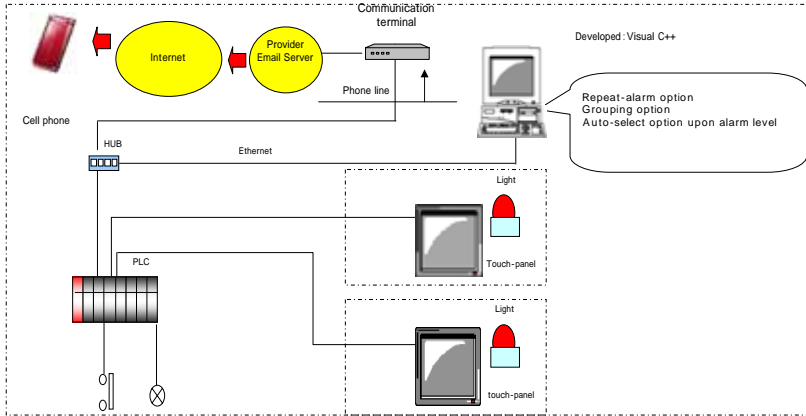 Communication
terminal
Internet
Provider
Email Server
Developed : Visual C++
Phone line
Repeat-alarm option
Grouping option
Auto-select option upon alarm level
Cell phone
HUB
Ethernet
Light
Touch-panel
PLC
Light
touch-panel